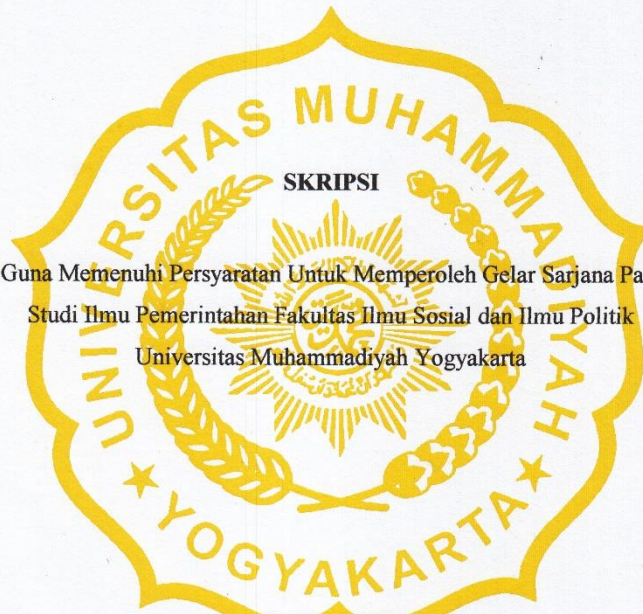 UNIVERSITAS MUHAMMADIYAH
SKRIPSI
Guna Memenuhi Persyaratan Untuk Memperoleh Gelar Sarjana Pa
Studi Ilmu Pemerintahan Fakultas Ilmu Sosial dan Ilmu Politik
Universitas Muhammadiyah Yogyakarta
★ YOGYAKARTA ★